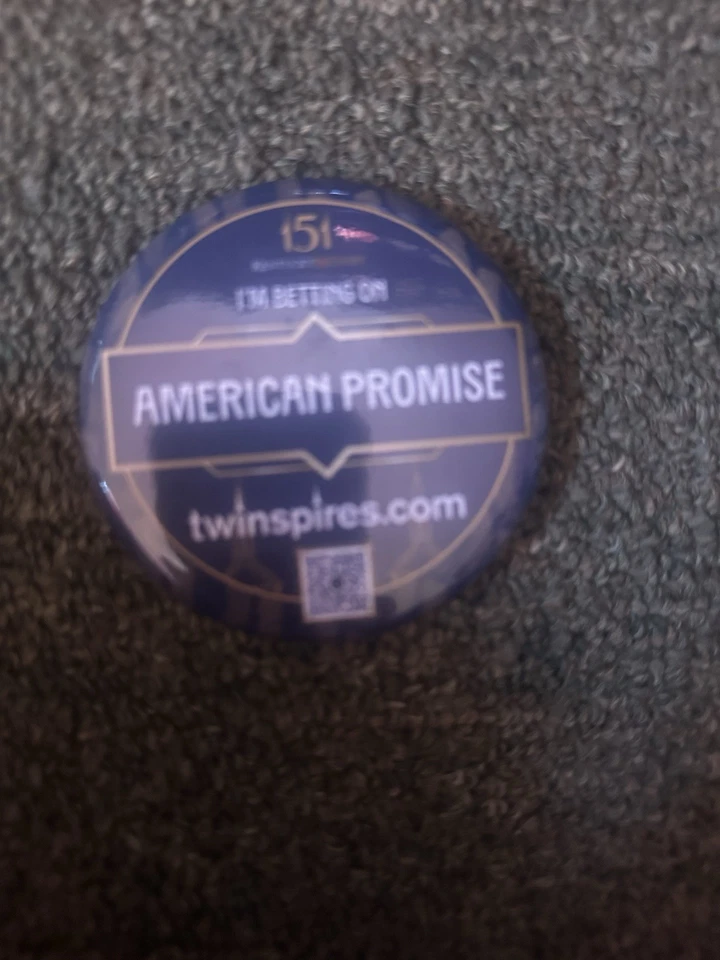 151
I'M BETTING ON
AMERICAN PROMISE
twinspires.com